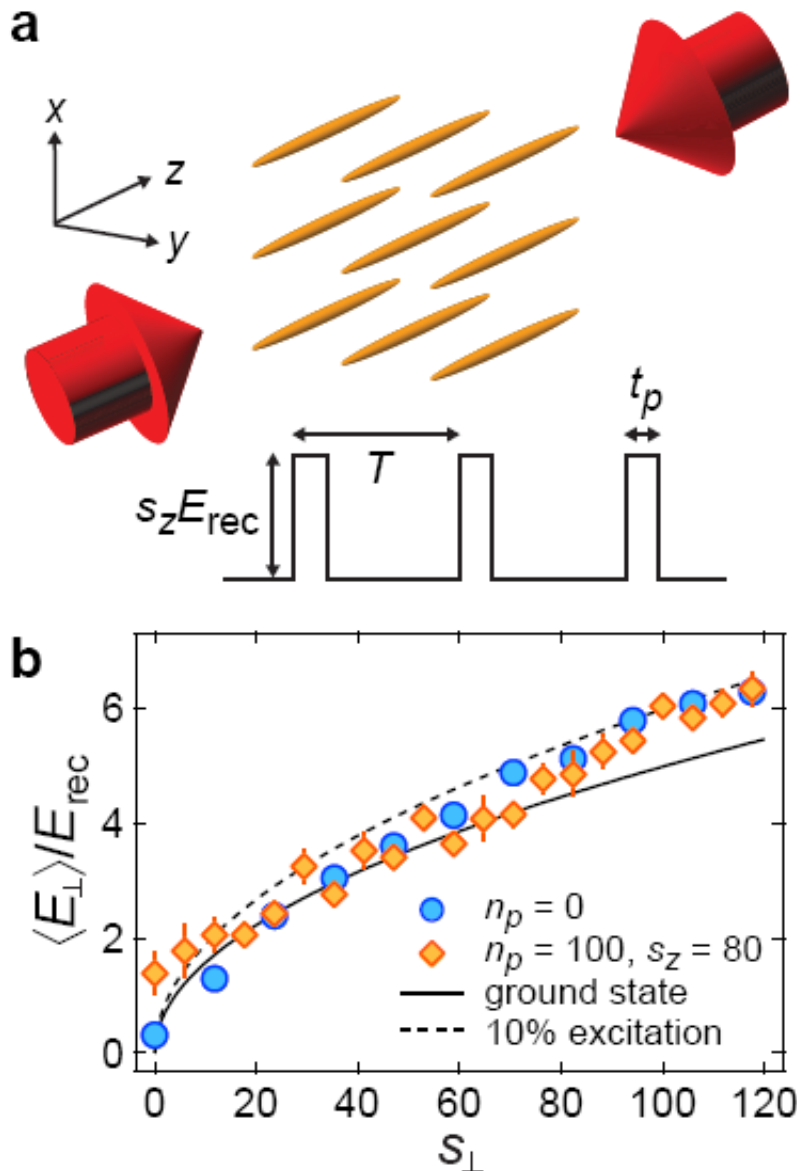 a
x
z
y
t_p
T
s_zE_rec
b
⟨E_⊥⟩/E_rec
6
4
2
0
n_p = 0
n_p = 100, s_z = 80
ground state
10% excitation
0 20 40 60 80 100 120
s_⊥